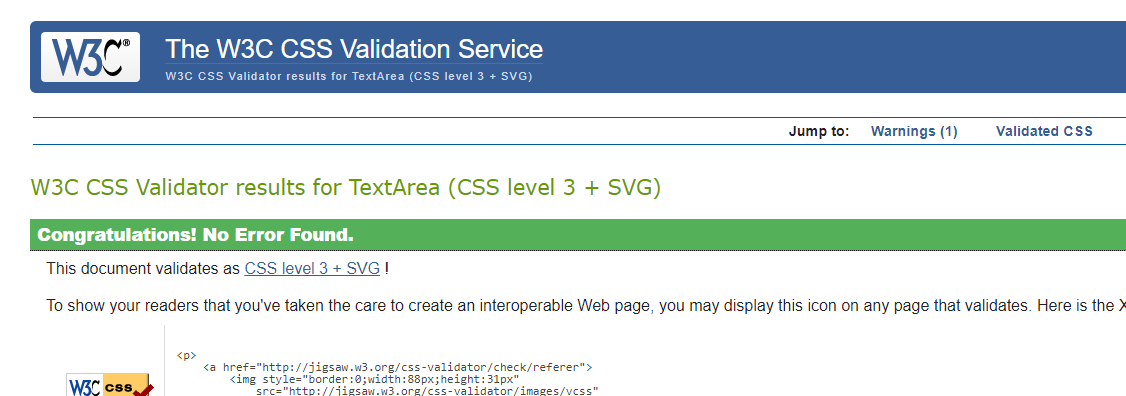 W3C® The W3C CSS Validation Service
W3C CSS Validator results for TextArea (CSS level 3 + SVG)
Jump to: Warnings (1) Validated CSS
W3C CSS Validator results for TextArea (CSS level 3 + SVG)
Congratulations! No Error Found.
This document validates as CSS level 3 + SVG !
To show your readers that you've taken the care to create an interoperable Web page, you may display this icon on any page that validates. Here is the X
<p>
<a href="http://jigsaw.w3.org/css-validator/check/referer">
<img style="border:0;width:88px;height:31px"
W3C css
src="http://jigsaw.w3.org/css-validator/images/vcss"